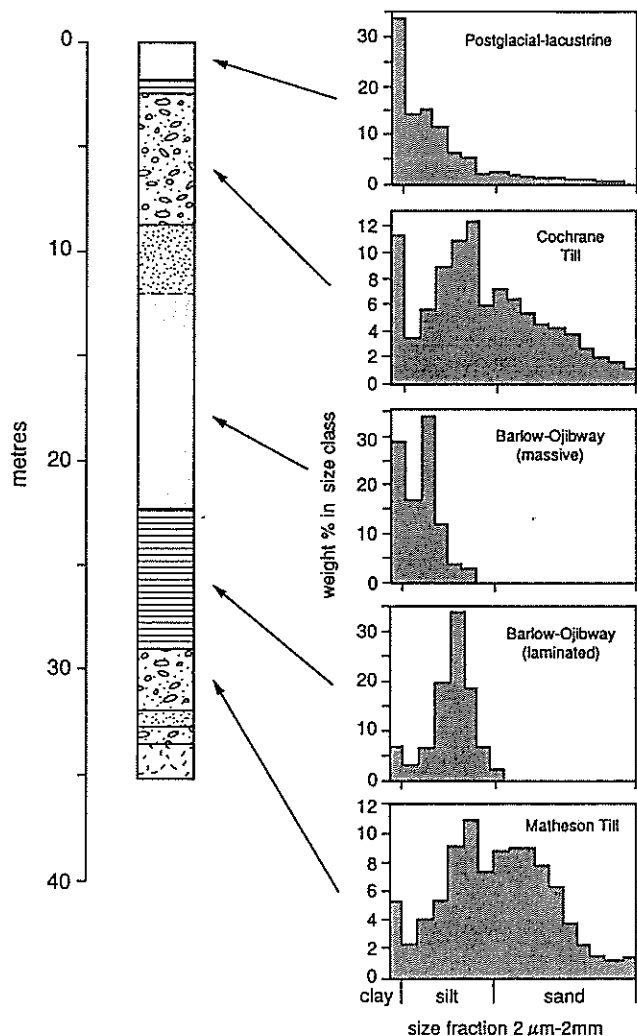 0
10
20
30
40
metres
weight % in size class
Postglacial-lacustrine
30
20
10
0
Cochrane
Till
12
10
8
6
4
2
0
Barlow-Ojibway
(massive)
30
20
10
0
Barlow-Ojibway
(laminated)
30
20
10
0
Matheson Till
12
10
8
6
4
2
0
clay
silt
sand
size fraction 2 μm-2mm